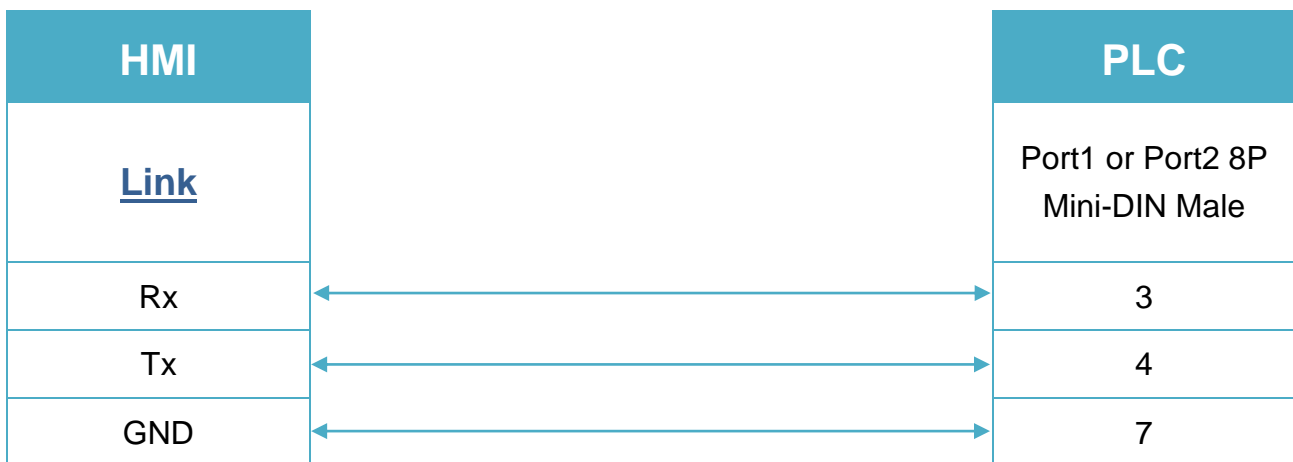 HMI PLC
Link
Port1 or Port2 8P
Mini-DIN Male
Rx 3
Tx 4
GND 7